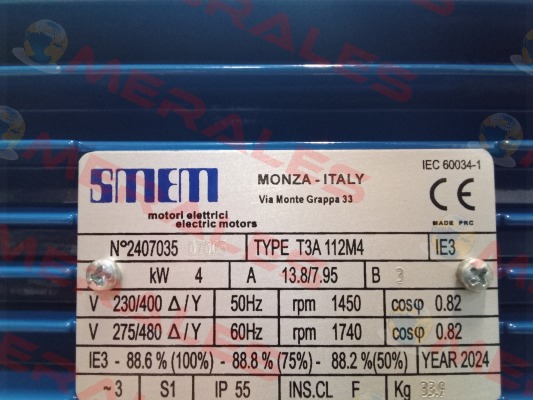 MERALES
IEC 60034-1
SMEM
MONZA - ITALY
Via Monte Grappa 33
CE
motori elettrici
electric motors
MADE PRC
N°2407035 TYPE T3A 112M4 IE3
kW 4 A 13.8/7.95 B 3
V 230/400 Δ/Y 50Hz rpm 1450 cosφ 0.82
V 275/480 Δ/Y 60Hz rpm 1740 cosφ 0.82
IE3 - 88.6 % (100%) - 88.8 % (75%) - 88.2 % (50%) YEAR 2024
~ 3 S1 IP 55 INS.CL F Kg 33.9